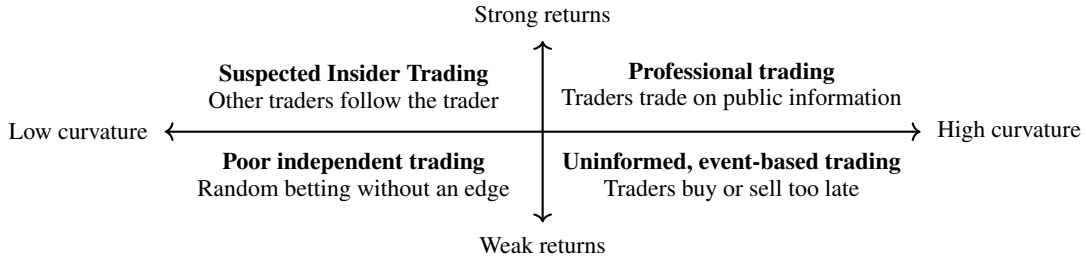 Strong returns
Suspected Insider Trading
Other traders follow the trader
Professional trading
Traders trade on public information
Low curvature
High curvature
Poor independent trading
Random betting without an edge
Uninformed, event-based trading
Traders buy or sell too late
Weak returns